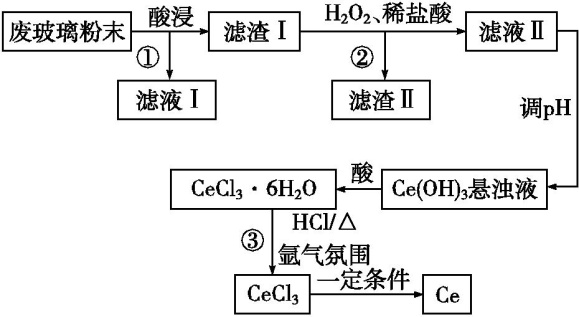 废玻璃粉末
酸浸
①
滤液Ⅰ
滤渣Ⅰ
H₂O₂、稀盐酸
②
滤渣Ⅱ
滤液Ⅱ
调pH
Ce(OH)₃悬浊液
酸
CeCl₃·6H₂O
③
HCl/△
氩气氛围
CeCl₃
一定条件
Ce